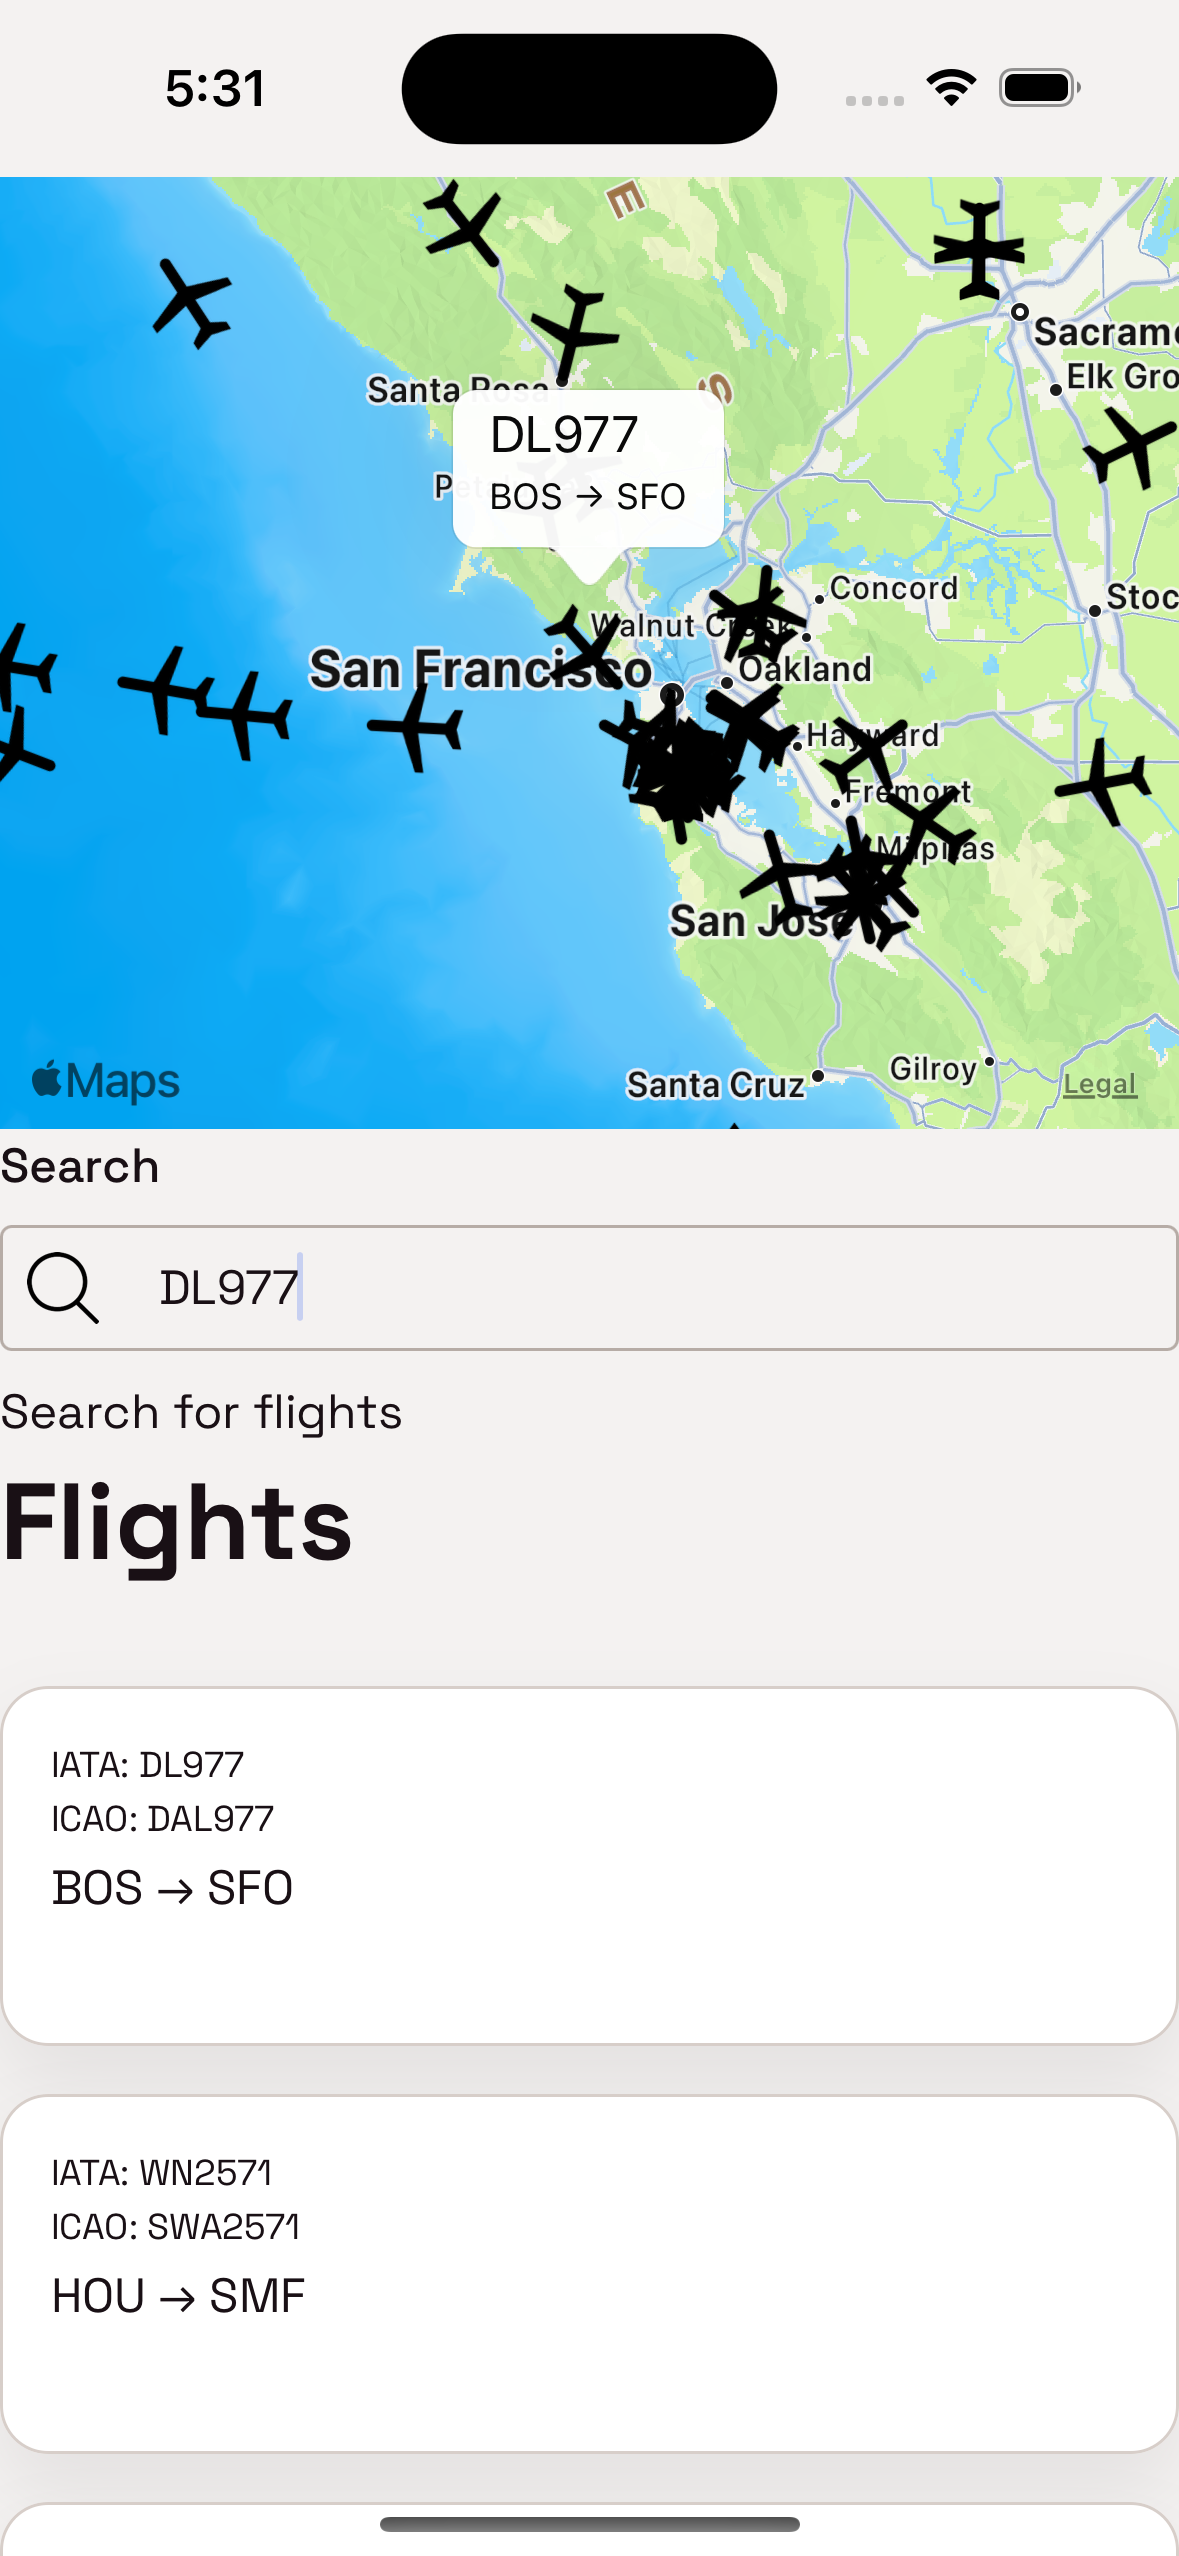 5:31
E
Sacram
Elk Gro
Santa Rosa
S
DL977
BOS → SFO
Concord
Stoc
Walnut Creek
San Francisco
Oakland
Hayward
Fremont
Milpitas
San Jose
Maps
Santa Cruz
Gilroy
Legal
Search
DL977
Search for flights
Flights
IATA: DL977
ICAO: DAL977
BOS → SFO
IATA: WN2571
ICAO: SWA2571
HOU → SMF